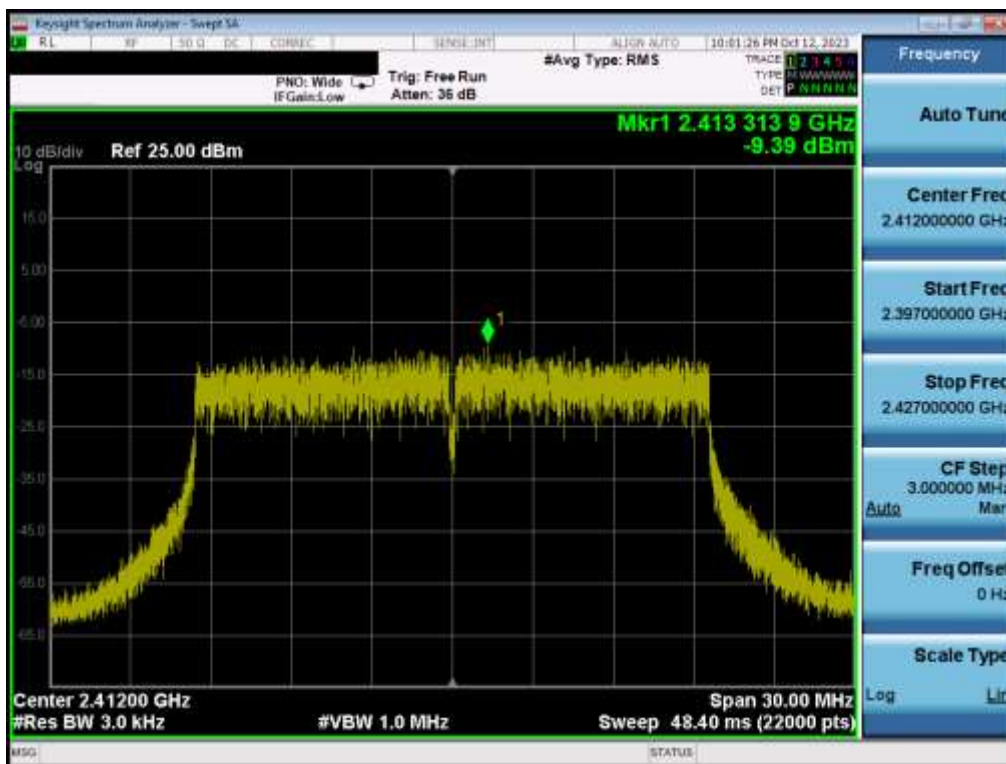 Keysight Spectrum Analyzer - Swept SA
RL RF 50 Ω DC CORREC SENSE:INT ALIGN AUTO 10:01:26 PM Oct 12, 2023
#Avg Type: RMS
TRACE 1 2 3 4 5 6
PNO: Wide Trig: Free Run TYPE M WWWWW
IFGain:Low Atten: 36 dB DET P N N N N N
Mkr1 2.413 313 9 GHz
-9.39 dBm
10 dB/div Ref 25.00 dBm
Log
15.0
5.00
-5.00
1
-15.0
-25.0
-35.0
-45.0
-55.0
-65.0
Center 2.41200 GHz Span 30.00 MHz
#Res BW 3.0 kHz #VBW 1.0 MHz Sweep 48.40 ms (22000 pts)
MSG STATUS
Frequency
Auto Tune
Center Freq
2.412000000 GHz
Start Freq
2.397000000 GHz
Stop Freq
2.427000000 GHz
CF Step
3.000000 MHz
Auto Man
Freq Offset
0 Hz
Scale Type
Log Lin